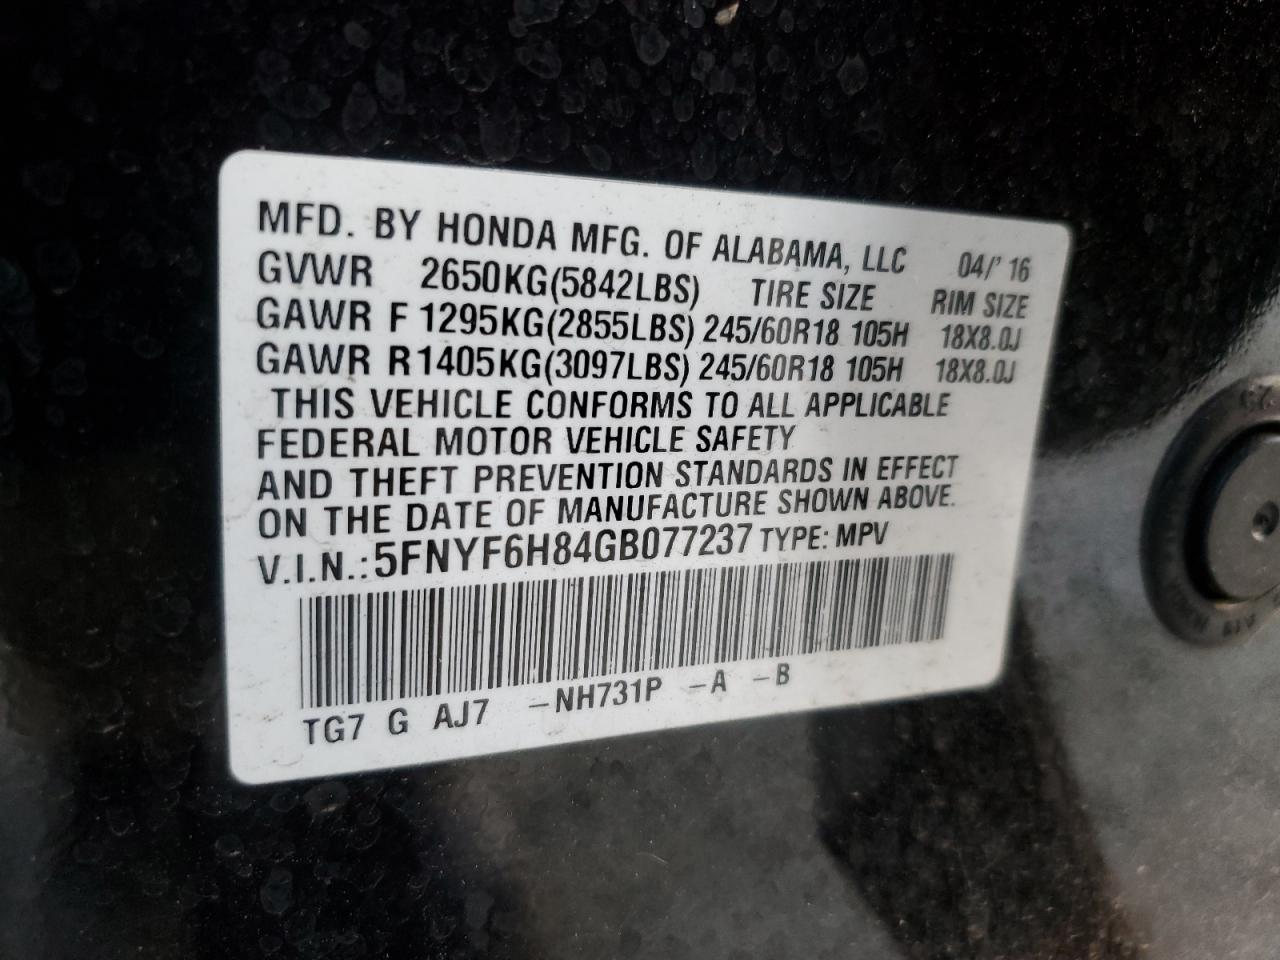 MFD. BY HONDA MFG. OF ALABAMA, LLC 04/' 16
GVWR 2650KG(5842LBS) TIRE SIZE RIM SIZE
GAWR F 1295KG(2855LBS) 245/60R18 105H 18X8.0J
GAWR R 1405KG(3097LBS) 245/60R18 105H 18X8.0J
THIS VEHICLE CONFORMS TO ALL APPLICABLE
FEDERAL MOTOR VEHICLE SAFETY
AND THEFT PREVENTION STANDARDS IN EFFECT
ON THE DATE OF MANUFACTURE SHOWN ABOVE.
V.I.N.: 5FNYF6H84GB077237 TYPE: MPV
TG7 G AJ7 -NH731P -A -B